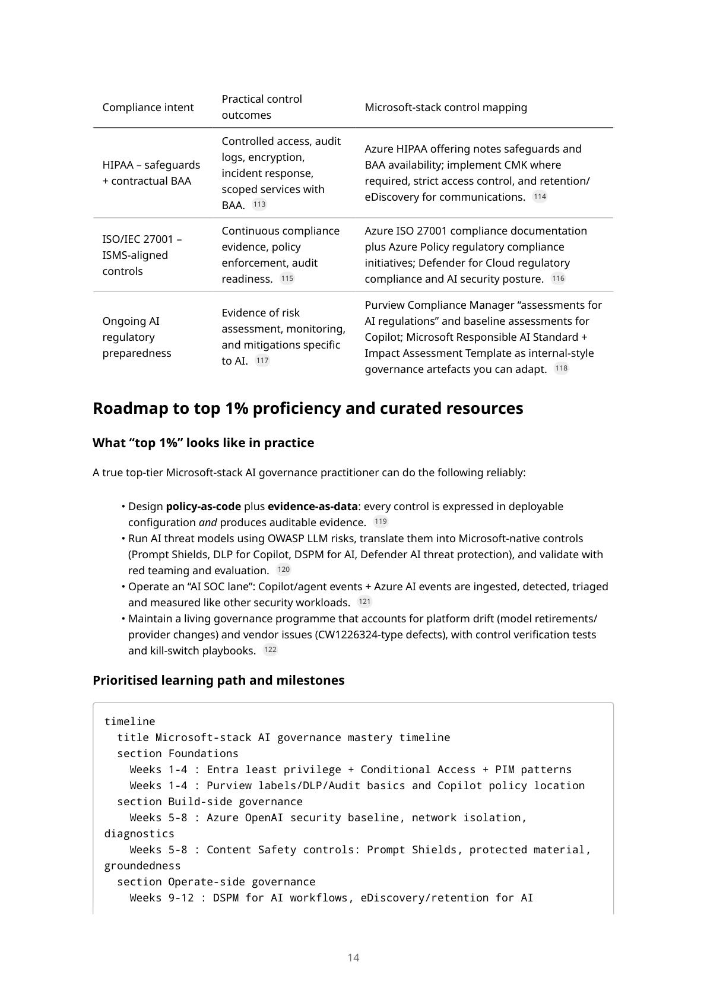 Compliance intent
Practical control
outcomes
Microsoft-stack control mapping
HIPAA – safeguards
+ contractual BAA
Controlled access, audit
logs, encryption,
incident response,
scoped services with
BAA. 113
Azure HIPAA offering notes safeguards and
BAA availability; implement CMK where
required, strict access control, and retention/
eDiscovery for communications. 114
ISO/IEC 27001 –
ISMS-aligned
controls
Continuous compliance
evidence, policy
enforcement, audit
readiness. 115
Azure ISO 27001 compliance documentation
plus Azure Policy regulatory compliance
initiatives; Defender for Cloud regulatory
compliance and AI security posture. 116
Ongoing AI
regulatory
preparedness
Evidence of risk
assessment, monitoring,
and mitigations specific
to AI. 117
Purview Compliance Manager “assessments for
AI regulations” and baseline assessments for
Copilot; Microsoft Responsible AI Standard +
Impact Assessment Template as internal-style
governance artefacts you can adapt. 118
Roadmap to top 1% proficiency and curated resources
What “top 1%” looks like in practice
A true top-tier Microsoft-stack AI governance practitioner can do the following reliably:
• Design policy-as-code plus evidence-as-data: every control is expressed in deployable
configuration and produces auditable evidence. 119
• Run AI threat models using OWASP LLM risks, translate them into Microsoft-native controls
(Prompt Shields, DLP for Copilot, DSPM for AI, Defender AI threat protection), and validate with
red teaming and evaluation. 120
• Operate an “AI SOC lane”: Copilot/agent events + Azure AI events are ingested, detected, triaged
and measured like other security workloads. 121
• Maintain a living governance programme that accounts for platform drift (model retirements/
provider changes) and vendor issues (CW1226324-type defects), with control verification tests
and kill-switch playbooks. 122
Prioritised learning path and milestones
timeline
title Microsoft-stack AI governance mastery timeline
section Foundations
Weeks 1-4 : Entra least privilege + Conditional Access + PIM patterns
Weeks 1-4 : Purview labels/DLP/Audit basics and Copilot policy location
section Build-side governance
Weeks 5-8 : Azure OpenAI security baseline, network isolation,
diagnostics
Weeks 5-8 : Content Safety controls: Prompt Shields, protected material,
groundedness
section Operate-side governance
Weeks 9-12 : DSPM for AI workflows, eDiscovery/retention for AI
14